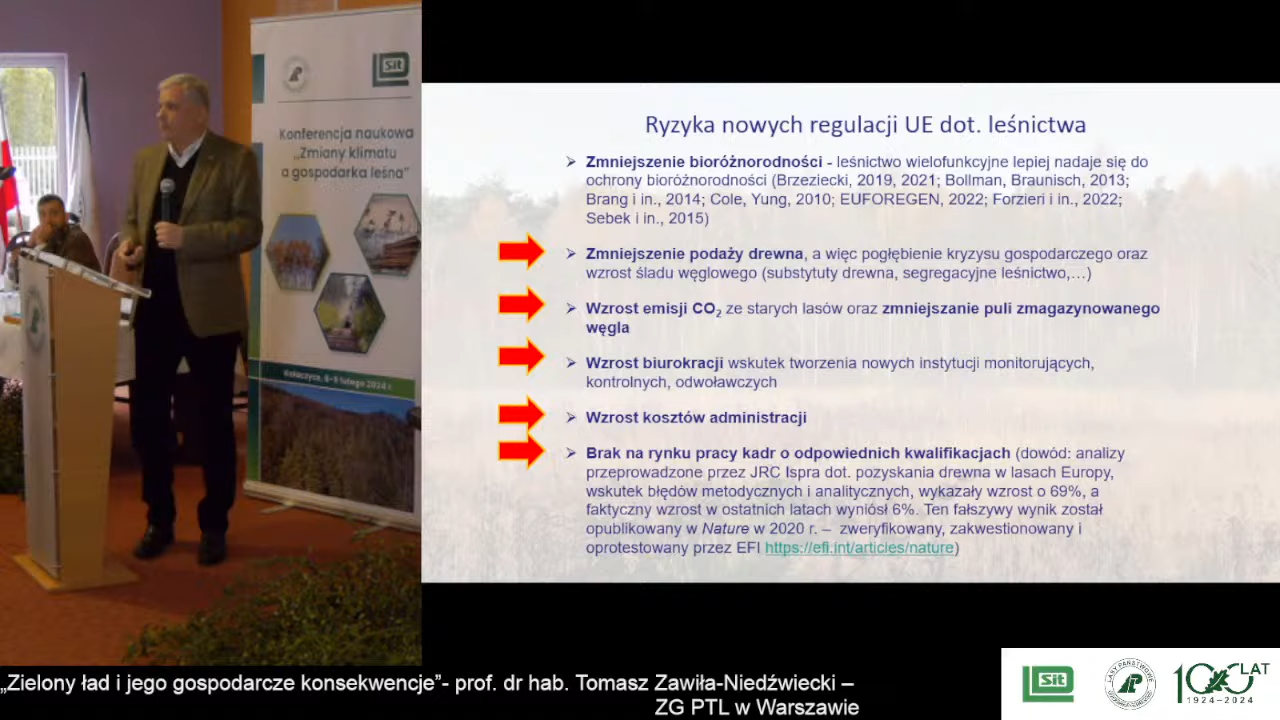 Sit
Konferencja naukowa
„Zmiany klimatu
a gospodarka leśna”
Ryzyka nowych regulacji UE dot. leśnictwa
➢ Zmniejszenie bioróżnorodności - leśnictwo wielofunkcyjne lepiej nadaje się do
ochrony bioróżnorodności (Brzeziecki, 2019, 2021; Bollman, Braunisch, 2013;
Brang i in., 2014; Cole, Yung, 2010; EUFOREGEN, 2022; Forzieri i in., 2022;
Sebek i in., 2015)
➢ Zmniejszenie podaży drewna, a więc pogłębienie kryzysu gospodarczego oraz
wzrost śladu węglowego (substytuty drewna, segregacyjne leśnictwo,…)
➢ Wzrost emisji CO₂ ze starych lasów oraz zmniejszanie puli zmagazynowanego
węgla
➢ Wzrost biurokracji wskutek tworzenia nowych instytucji monitorujących,
kontrolnych, odwoławczych
➢ Wzrost kosztów administracji
➢ Brak na rynku pracy kadr o odpowiednich kwalifikacjach (dowód: analizy
przeprowadzone przez JRC Ispra dot. pozyskania drewna w lasach Europy,
wskutek błędów metodycznych i analitycznych, wykazały wzrost o 69%, a
faktyczny wzrost w ostatnich latach wyniósł 6%. Ten fałszywy wynik został
opublikowany w Nature w 2020 r. – zweryfikowany, zakwestionowany i
oprotestowany przez EFI https://efi.int/articles/nature)
„Zielony ład i jego gospodarcze konsekwencje”- prof. dr hab. Tomasz Zawiła-Niedźwiecki –
ZG PTL w Warszawie
Sit
LASY PAŃSTWOWE
100 LAT
1924–2024